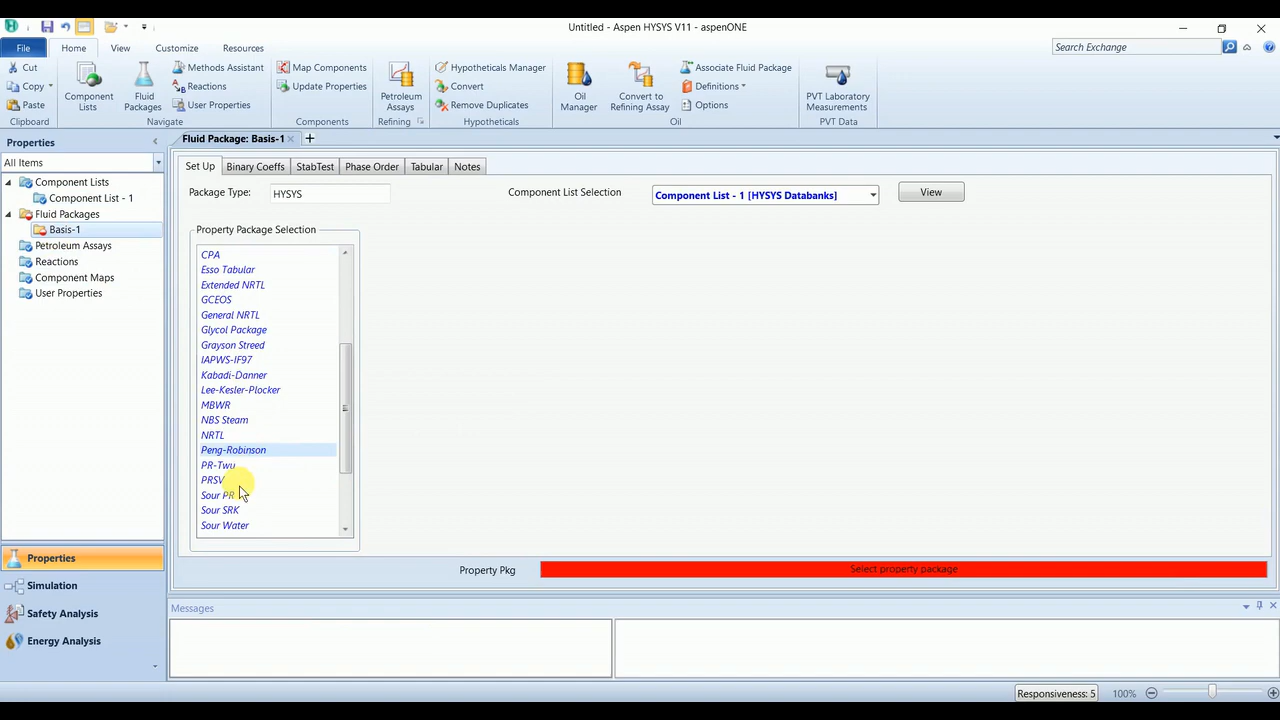 Untitled - Aspen HYSYS V11 - aspenONE
File Home View Customize Resources Search Exchange
Cut
Copy
Paste
Clipboard
Component Lists
Fluid Packages
Methods Assistant
Reactions
User Properties
Navigate
Map Components
Update Properties
Components
Petroleum Assays
Refining
Hypotheticals Manager
Convert
Remove Duplicates
Hypotheticals
Oil Manager
Convert to Refining Assay
Associate Fluid Package
Definitions
Options
Oil
PVT Laboratory Measurements
PVT Data
Properties
All Items
Component Lists
Component List - 1
Fluid Packages
Basis-1
Petroleum Assays
Reactions
Component Maps
User Properties
Properties
Simulation
Safety Analysis
Energy Analysis
Fluid Package: Basis-1
Set Up Binary Coeffs StabTest Phase Order Tabular Notes
Package Type: HYSYS Component List Selection Component List - 1 [HYSYS Databanks] View
Property Package Selection
CPA
Esso Tabular
Extended NRTL
GCEOS
General NRTL
Glycol Package
Grayson Streed
IAPWS-IF97
Kabadi-Danner
Lee-Kesler-Plocker
MBWR
NBS Steam
NRTL
Peng-Robinson
PR-Twu
PRSV
Sour PR
Sour SRK
Sour Water
Property Pkg Select property package
Messages
Responsiveness: 5 100%